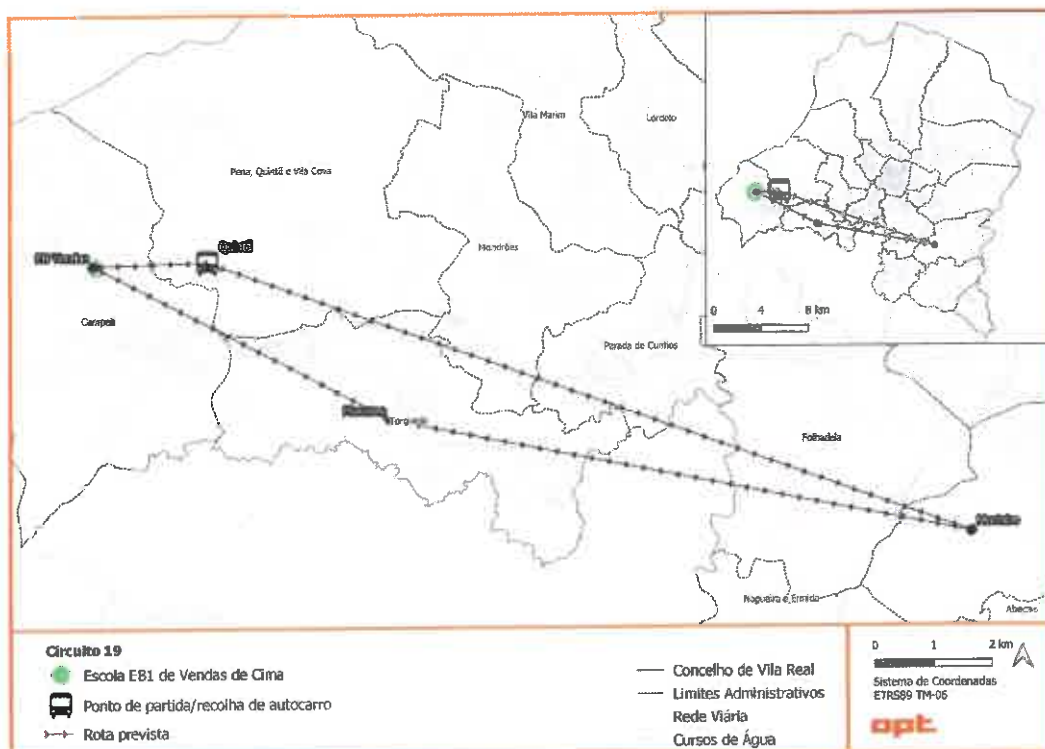 Vila Marim
Lordelo
Pena, Quintã e Vila Cova
Quintã
Mondrões
Campeã
Parada de Cunhos
Folhadela
Nogueira e Ermida
Abaças
0 4 8 km
Circuito 19
Escola EB1 de Vendas de Cima
Ponto de partida/recolha de autocarro
Rota prevista
Concelho de Vila Real
Limites Administrativos
Rede Viária
Cursos de Água
0 1 2 km
Sistema de Coordenadas
ETRS89 TM-06
opt.